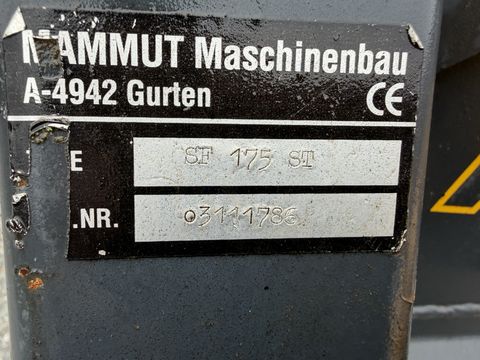 MAMMUT Maschinenbau
A-4942 Gurten
CE
E SF 175 ST
.NR. 03111786